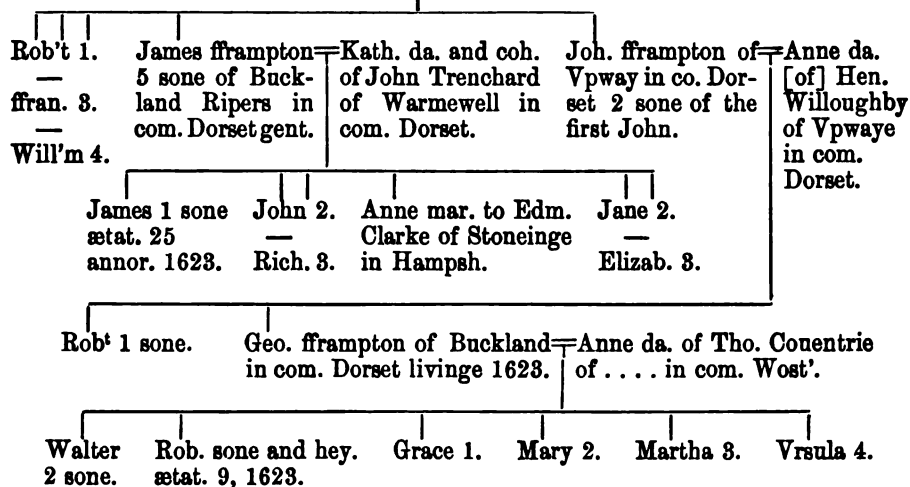 Rob't 1.
—
ffran. 3.
—
Will'm 4.
James fframpton
5 sone of Buck-
land Ripers in
com. Dorset gent.
Kath. da. and coh.
of John Trenchard
of Warmewell in
com. Dorset.
Joh. fframpton of
Vpway in co. Dor-
set 2 sone of the
first John.
Anne da.
[of] Hen.
Willoughby
of Vpwaye
in com.
Dorset.
James 1 sone
ætat. 25
annor. 1623.
John 2.
—
Rich. 3.
Anne mar. to Edm.
Clarke of Stoneinge
in Hampsh.
Jane 2.
—
Elizab. 3.
Robt 1 sone.
Geo. fframpton of Buckland
in com. Dorset livinge 1623.
Anne da. of Tho. Couentrie
of . . . . in com. Wost'.
Walter
2 sone.
Rob. sone and hey.
ætat. 9, 1623.
Grace 1.
Mary 2.
Martha 3.
Vrsula 4.